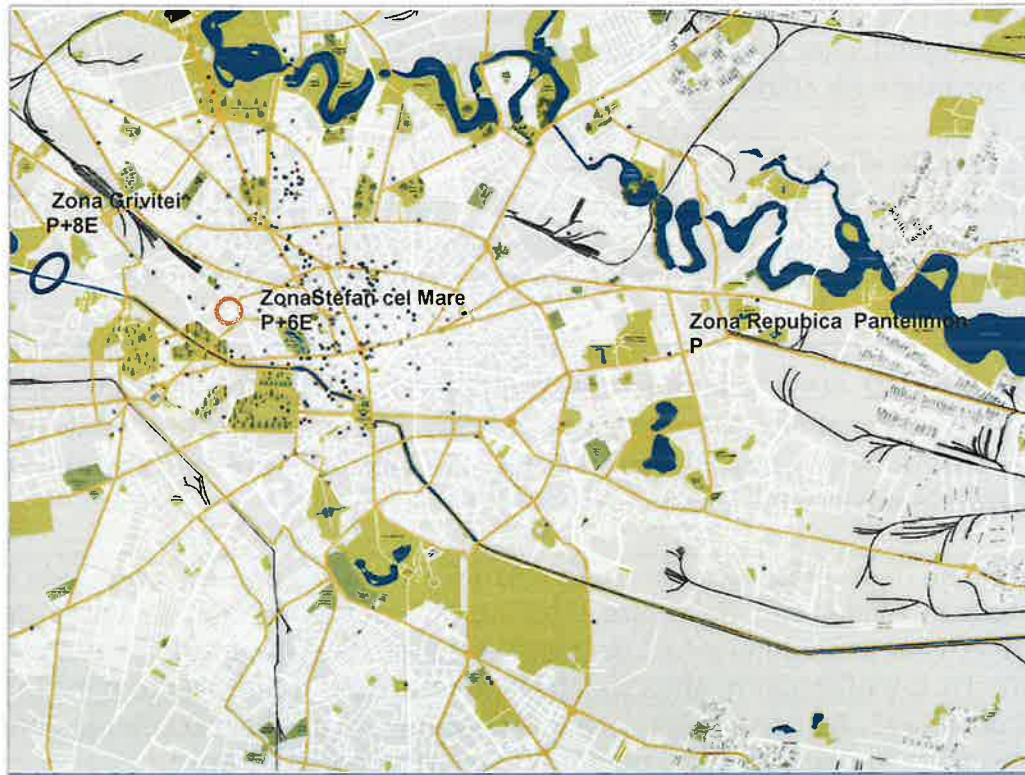 Zona Grivitei
P+8E
ZonaStefan cel Mare
P+6E
Zona Repubica Pantelimon
P